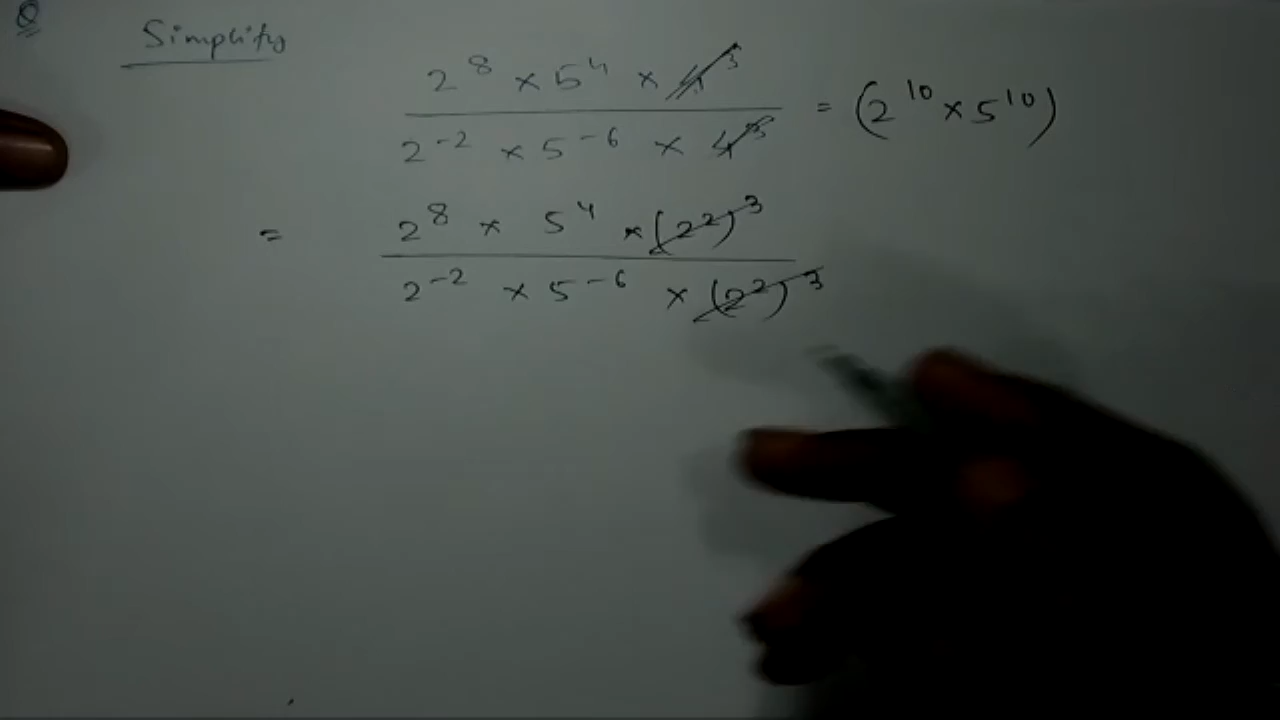 Q Simplify
2^8 × 5^4 × 4^3
2^-2 × 5^-6 × 4^3 = (2^10 × 5^10)
= 2^8 × 5^4 × (2^2)^3
2^-2 × 5^-6 × (2^2)^3